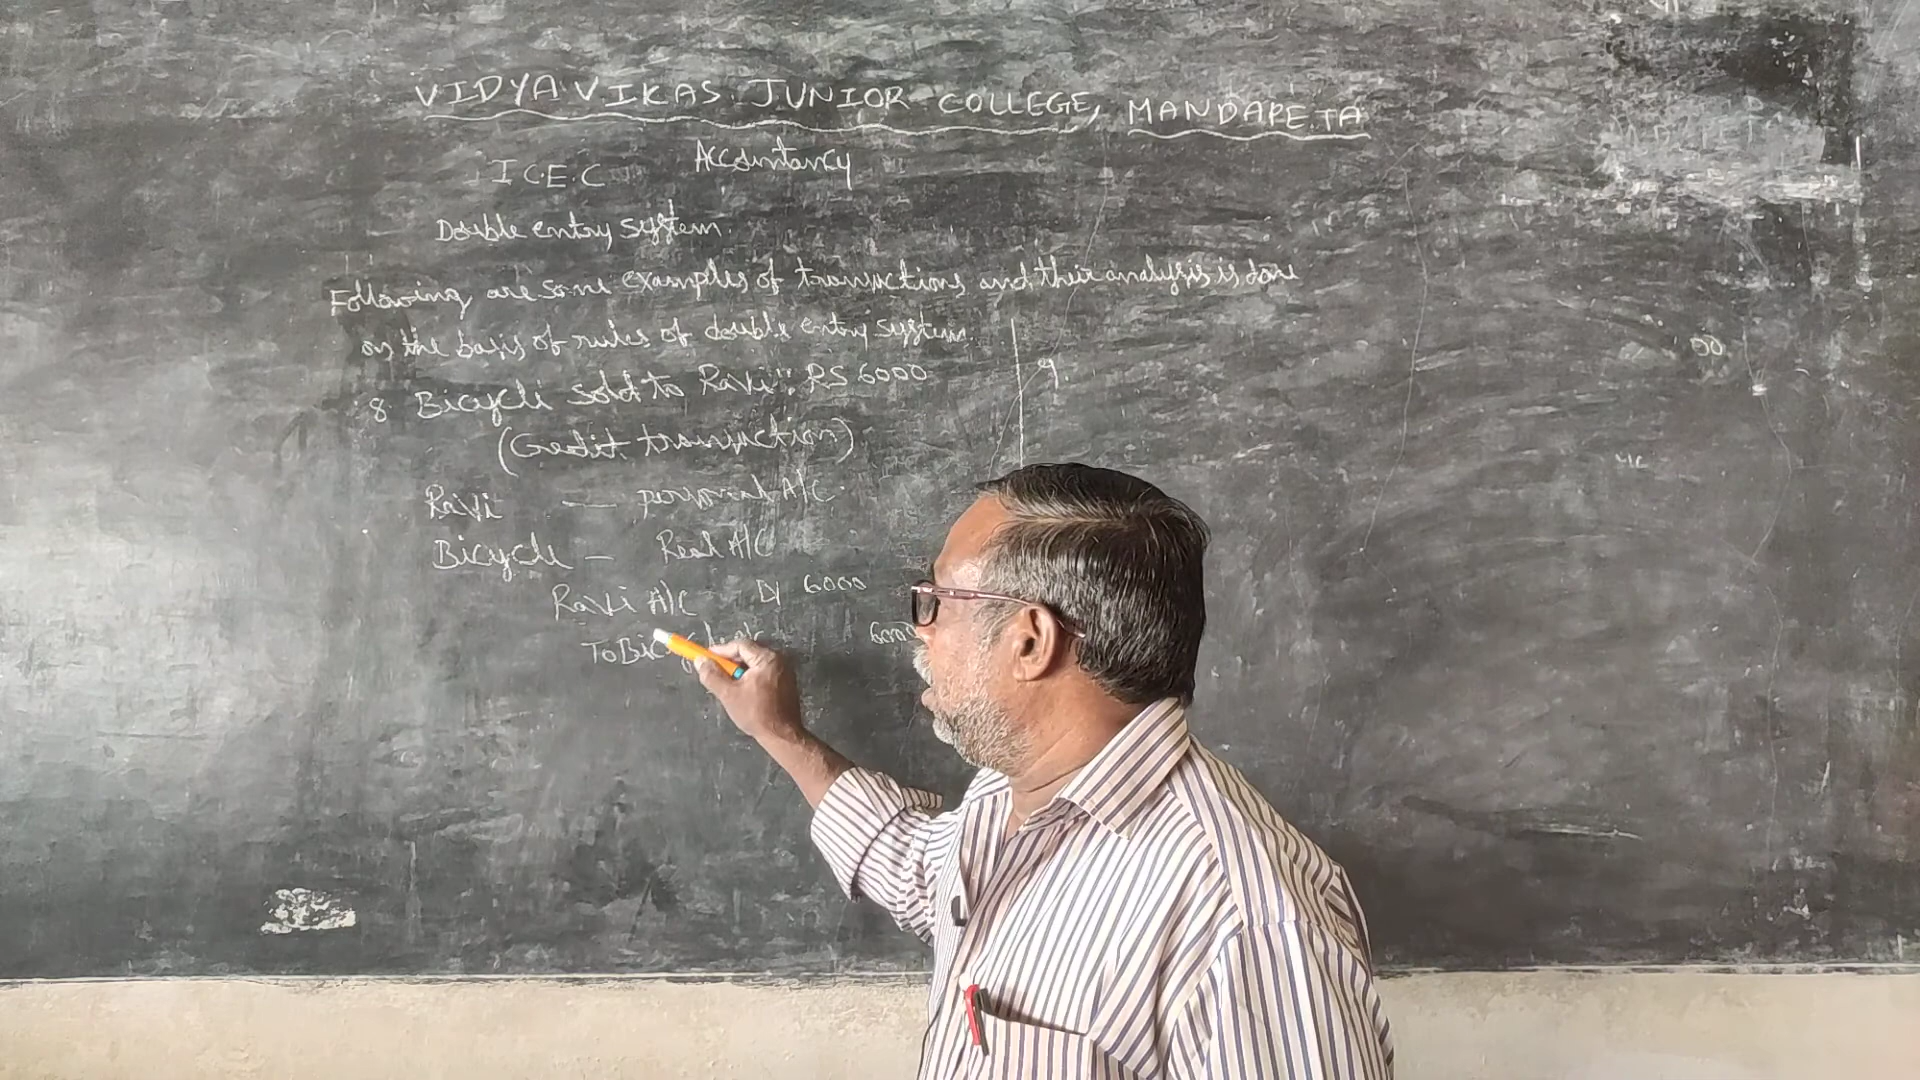 VIDYA VIKAS JUNIOR COLLEGE, MANDAPETA
I C.E.C Accountancy
Double entry system.
Following are some examples of transactions and their analysis is done
on the basis of rules of double entry system.
8 Bicycle sold to Ravi RS 6000
(Credit transaction)
Ravi — personal A/C.
Bicycle — Real A/C
Ravi A/C Dr 6000
To Bicycle 6000
9.